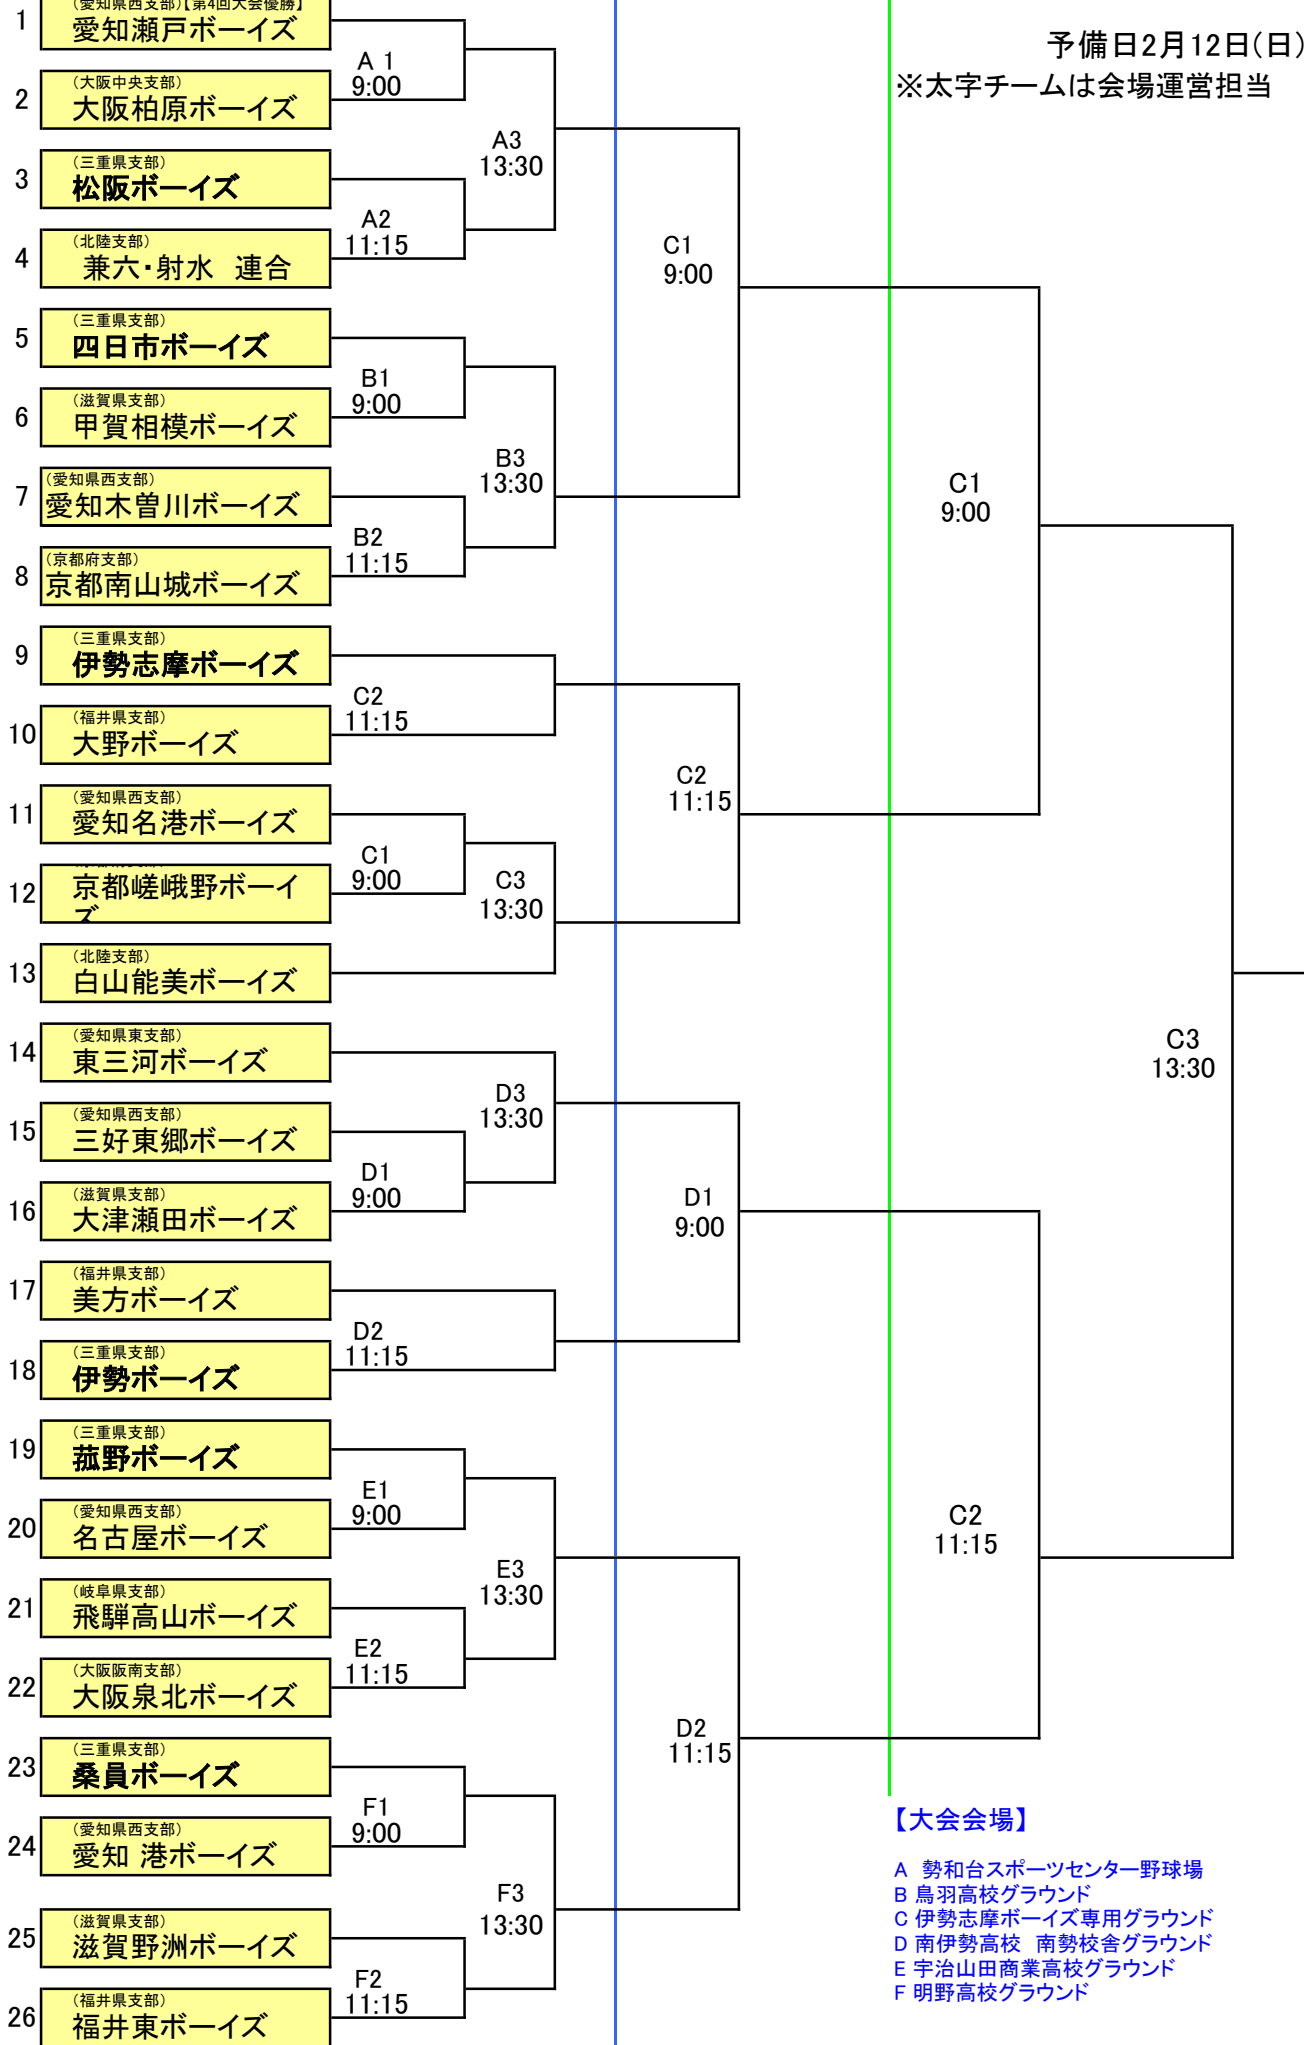 予備日2月12日(日)
※太字チームは会場運営担当
1
(愛知県西支部)【第4回大会優勝】
愛知瀬戸ボーイズ
A 1
9:00
2
(大阪中央支部)
大阪柏原ボーイズ
A3
13:30
3
(三重県支部)
松阪ボーイズ
A2
11:15
4
(北陸支部)
兼六・射水 連合
C1
9:00
5
(三重県支部)
四日市ボーイズ
B1
9:00
6
(滋賀県支部)
甲賀相模ボーイズ
B3
13:30
7
(愛知県西支部)
愛知木曽川ボーイズ
B2
11:15
8
(京都府支部)
京都南山城ボーイズ
C1
9:00
9
(三重県支部)
伊勢志摩ボーイズ
C2
11:15
10
(福井県支部)
大野ボーイズ
C2
11:15
11
(愛知県西支部)
愛知名港ボーイズ
C1
9:00
12
京都嵯峨野ボーイ
ズ
C3
13:30
13
(北陸支部)
白山能美ボーイズ
C3
13:30
14
(愛知県東支部)
東三河ボーイズ
D3
13:30
15
(愛知県西支部)
三好東郷ボーイズ
D1
9:00
16
(滋賀県支部)
大津瀬田ボーイズ
D1
9:00
17
(福井県支部)
美方ボーイズ
D2
11:15
18
(三重県支部)
伊勢ボーイズ
19
(三重県支部)
菰野ボーイズ
E1
9:00
20
(愛知県西支部)
名古屋ボーイズ
C2
11:15
E3
13:30
21
(岐阜県支部)
飛騨高山ボーイズ
E2
11:15
22
(大阪阪南支部)
大阪泉北ボーイズ
D2
11:15
23
(三重県支部)
桑員ボーイズ
F1
9:00
24
(愛知県西支部)
愛知 港ボーイズ
F3
13:30
25
(滋賀県支部)
滋賀野洲ボーイズ
F2
11:15
26
(福井県支部)
福井東ボーイズ
【大会会場】
A 勢和台スポーツセンター野球場
B 鳥羽高校グラウンド
C 伊勢志摩ボーイズ専用グラウンド
D 南伊勢高校 南勢校舎グラウンド
E 宇治山田商業高校グラウンド
F 明野高校グラウンド